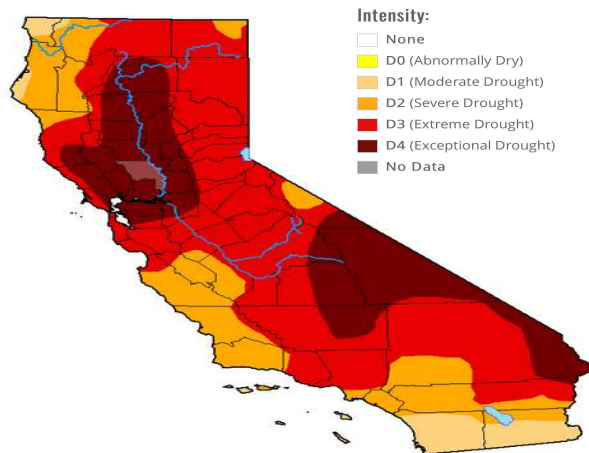 Intensity:
None
D0 (Abnormally Dry)
D1 (Moderate Drought)
D2 (Severe Drought)
D3 (Extreme Drought)
D4 (Exceptional Drought)
No Data